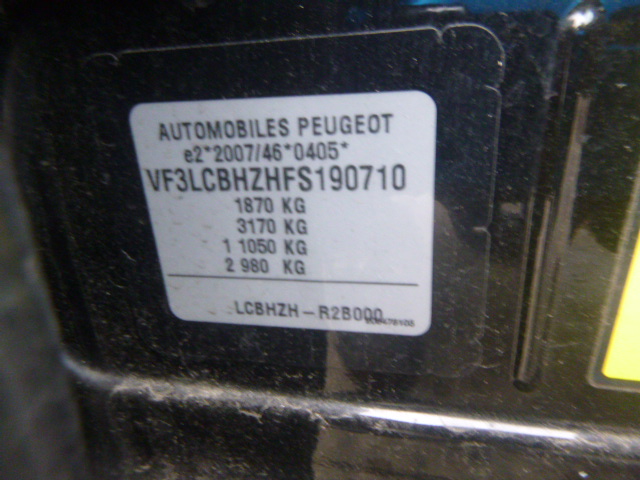 AUTOMOBILES PEUGEOT
e2*2007/46*0405*
VF3LCBHZHFS190710
1870 KG
3170 KG
1 1050 KG
2 980 KG
LCBHZH-R2B000